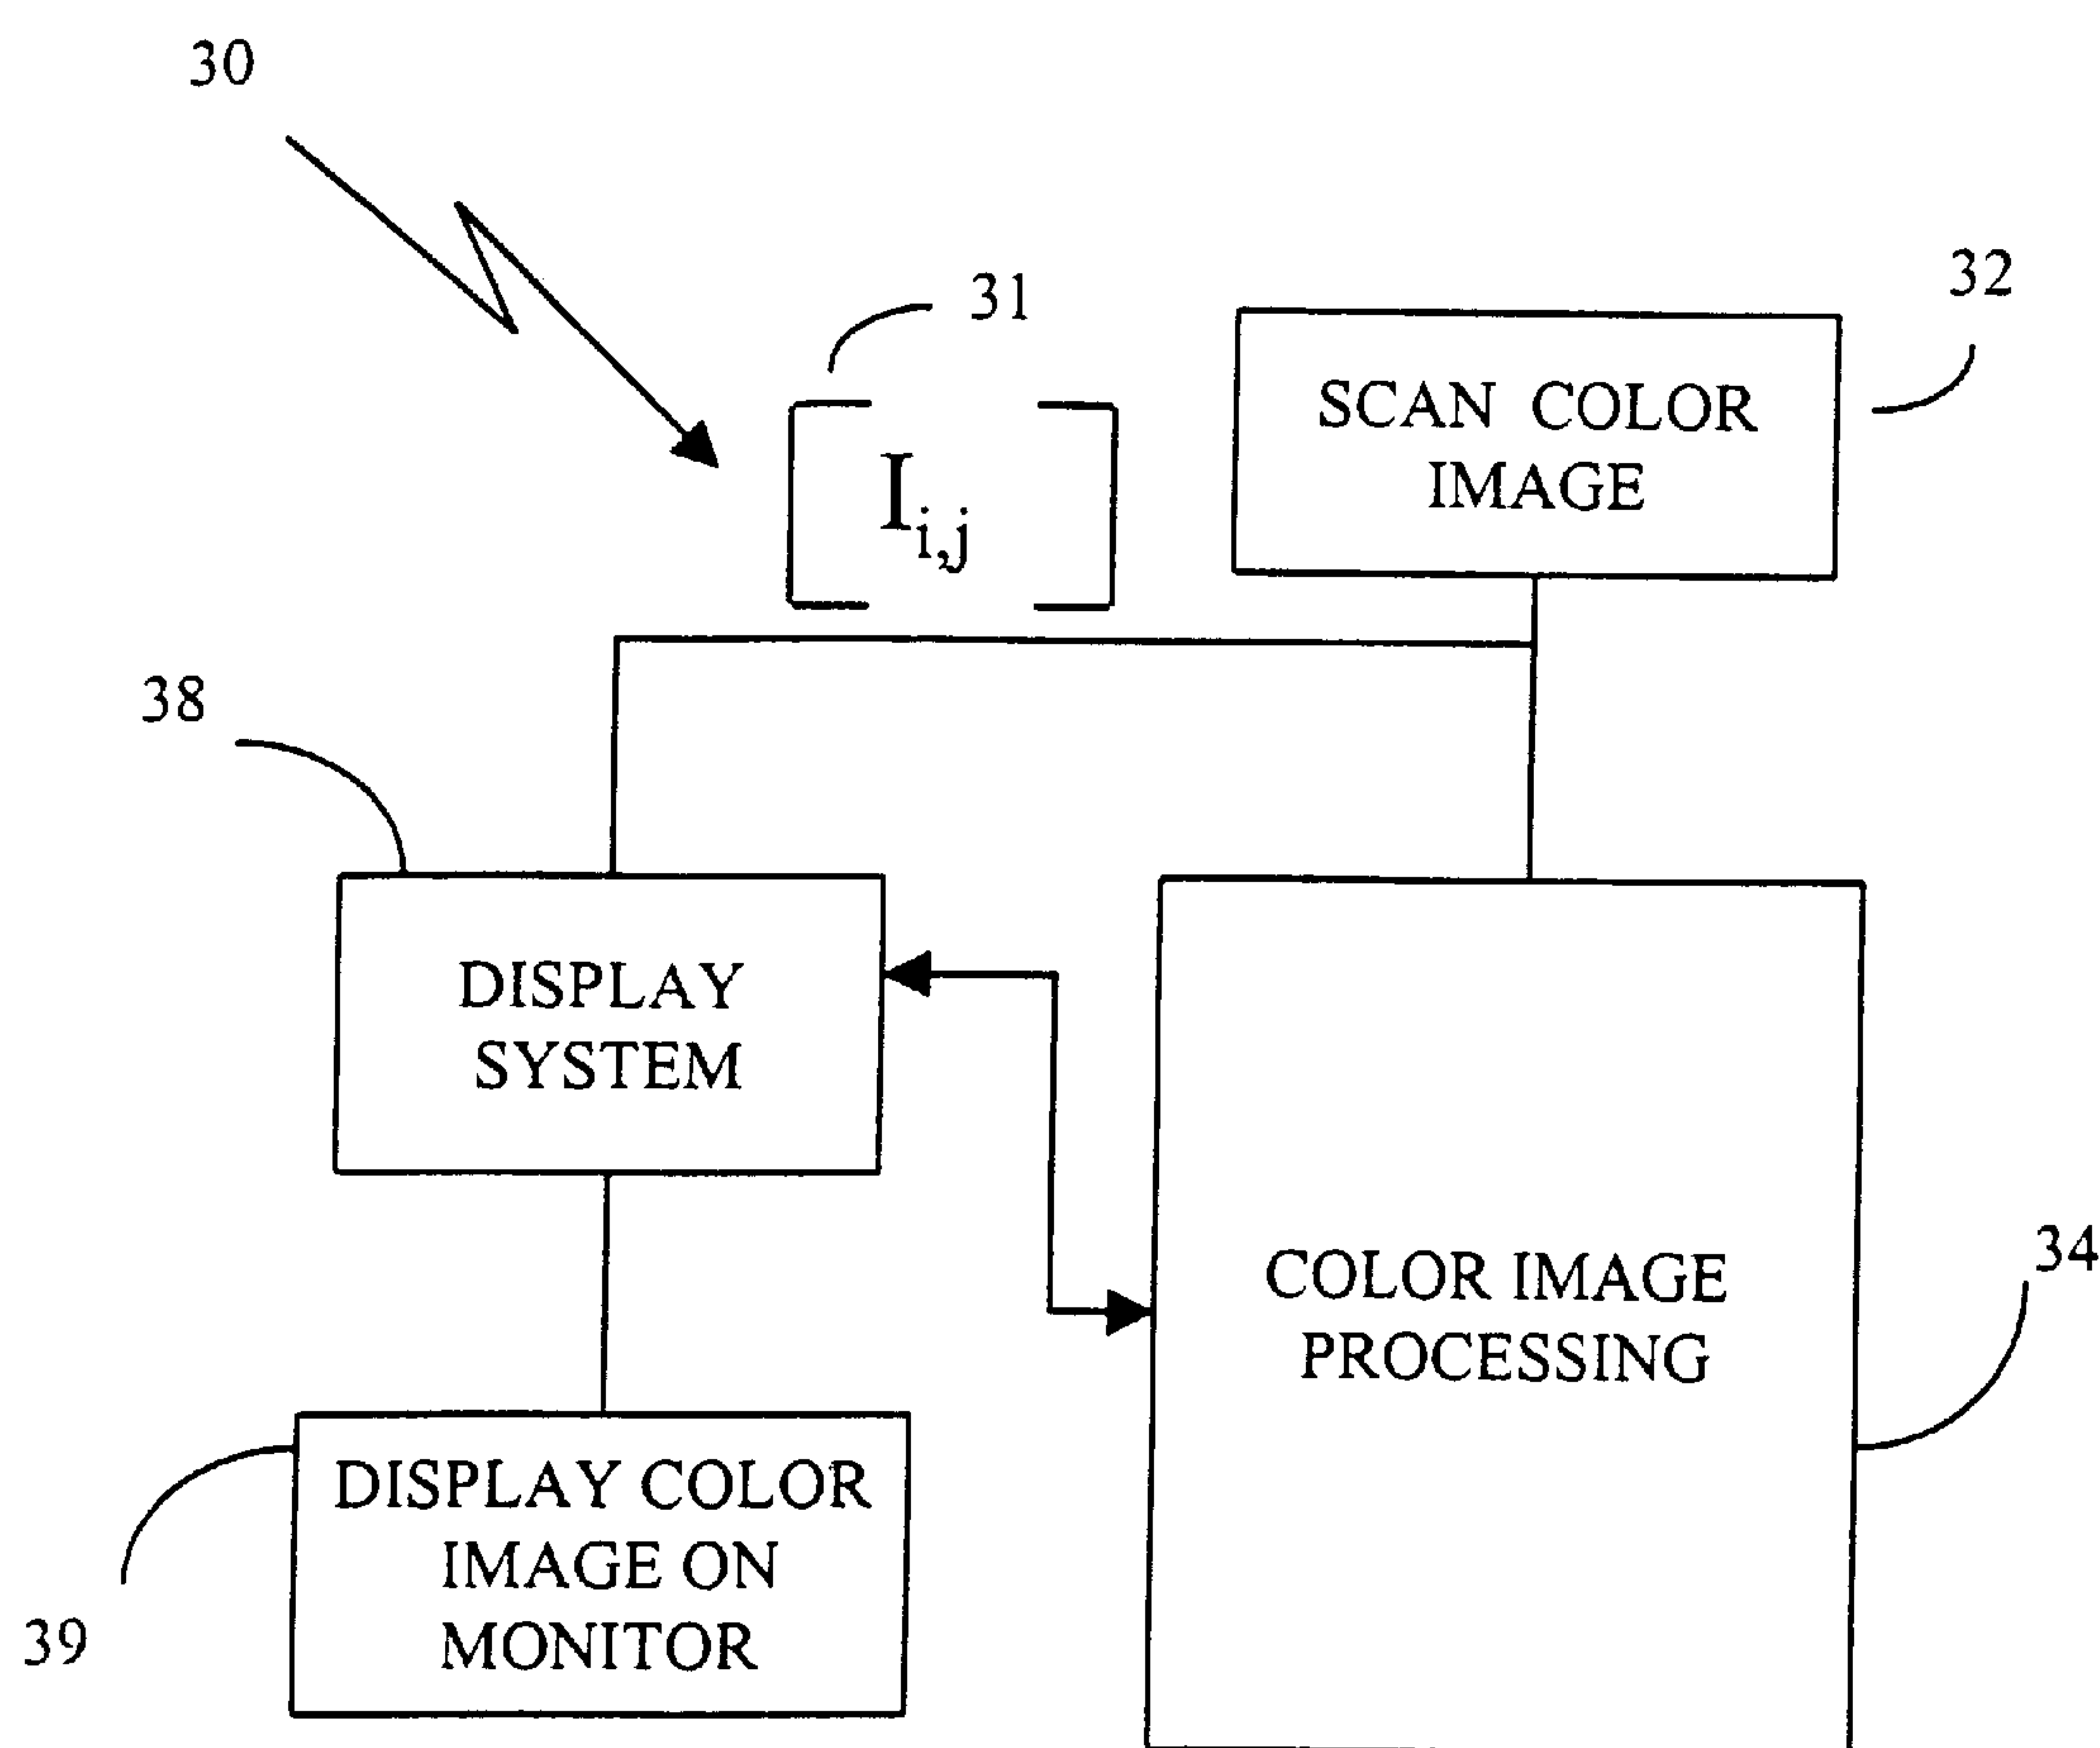 30
31
32
SCAN COLOR
IMAGE
I i,j
38
DISPLAY
SYSTEM
34
COLOR IMAGE
PROCESSING
DISPLAY COLOR
IMAGE ON
MONITOR
39